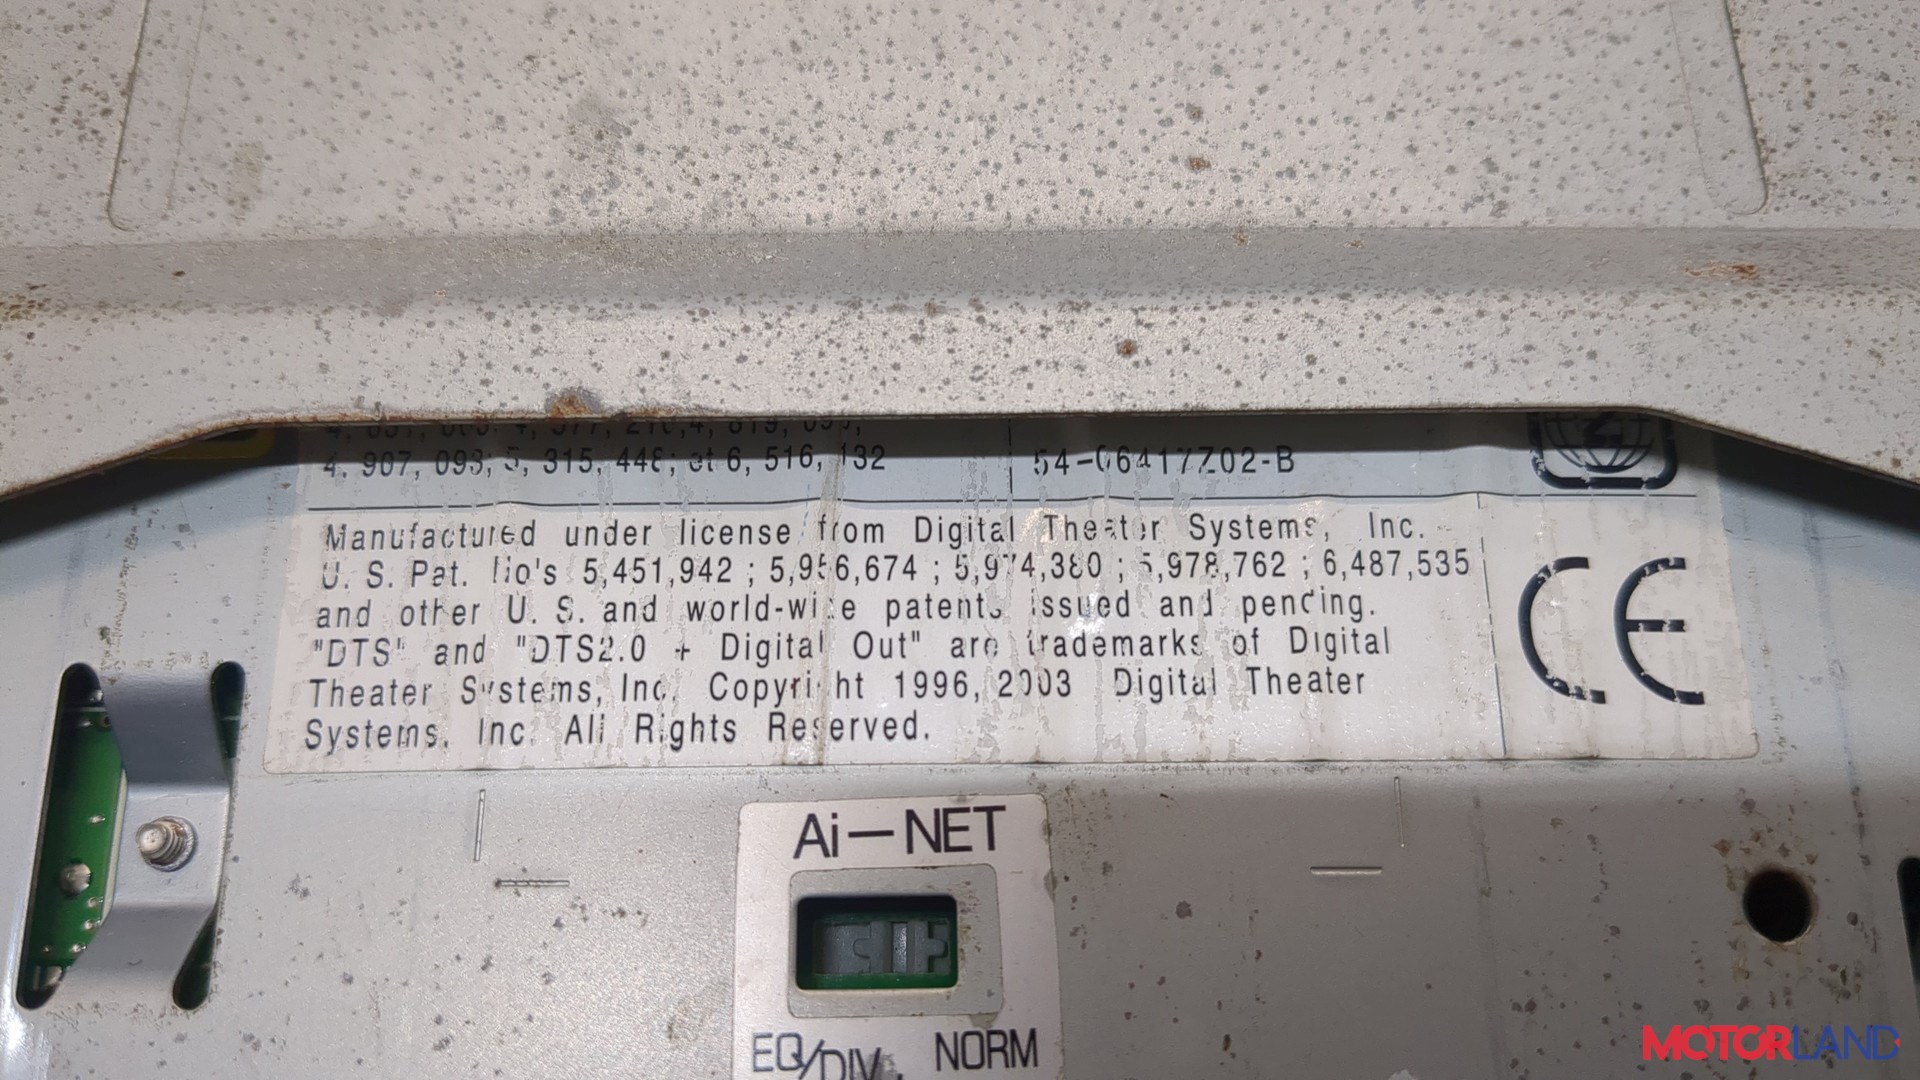 4, 907, 093; 5, 315, 448; et 6, 516, 132
54-06417Z02-B
Manufactured under license from Digital Theater Systems, Inc.
U. S. Pat. No's 5,451,942 ; 5,956,674 ; 5,974,380 ; 5,978,762 ; 6,487,535
and other U. S. and world-wide patents issued and pending.
"DTS" and "DTS2.0 + Digital Out" are trademarks of Digital
Theater Systems, Inc. Copyright 1996, 2003 Digital Theater
Systems, Inc. All Rights Reserved.
CE
Ai-NET
EQ/DIV. NORM
MOTORLAND